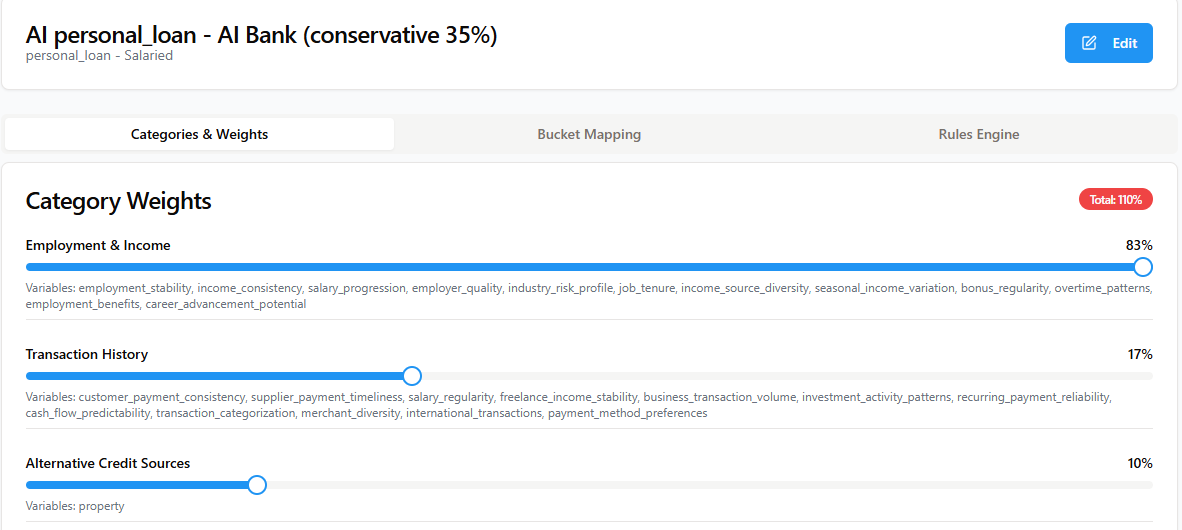 AI personal_loan - AI Bank (conservative 35%)
personal_loan - Salaried
Edit
Categories & Weights
Bucket Mapping
Rules Engine
Category Weights
Total: 110%
Employment & Income
83%
Variables: employment_stability, income_consistency, salary_progression, employer_quality, industry_risk_profile, job_tenure, income_source_diversity, seasonal_income_variation, bonus_regularity, overtime_patterns,
employment_benefits, career_advancement_potential
Transaction History
17%
Variables: customer_payment_consistency, supplier_payment_timeliness, salary_regularity, freelance_income_stability, business_transaction_volume, investment_activity_patterns, recurring_payment_reliability,
cash_flow_predictability, transaction_categorization, merchant_diversity, international_transactions, payment_method_preferences
Alternative Credit Sources
10%
Variables: property